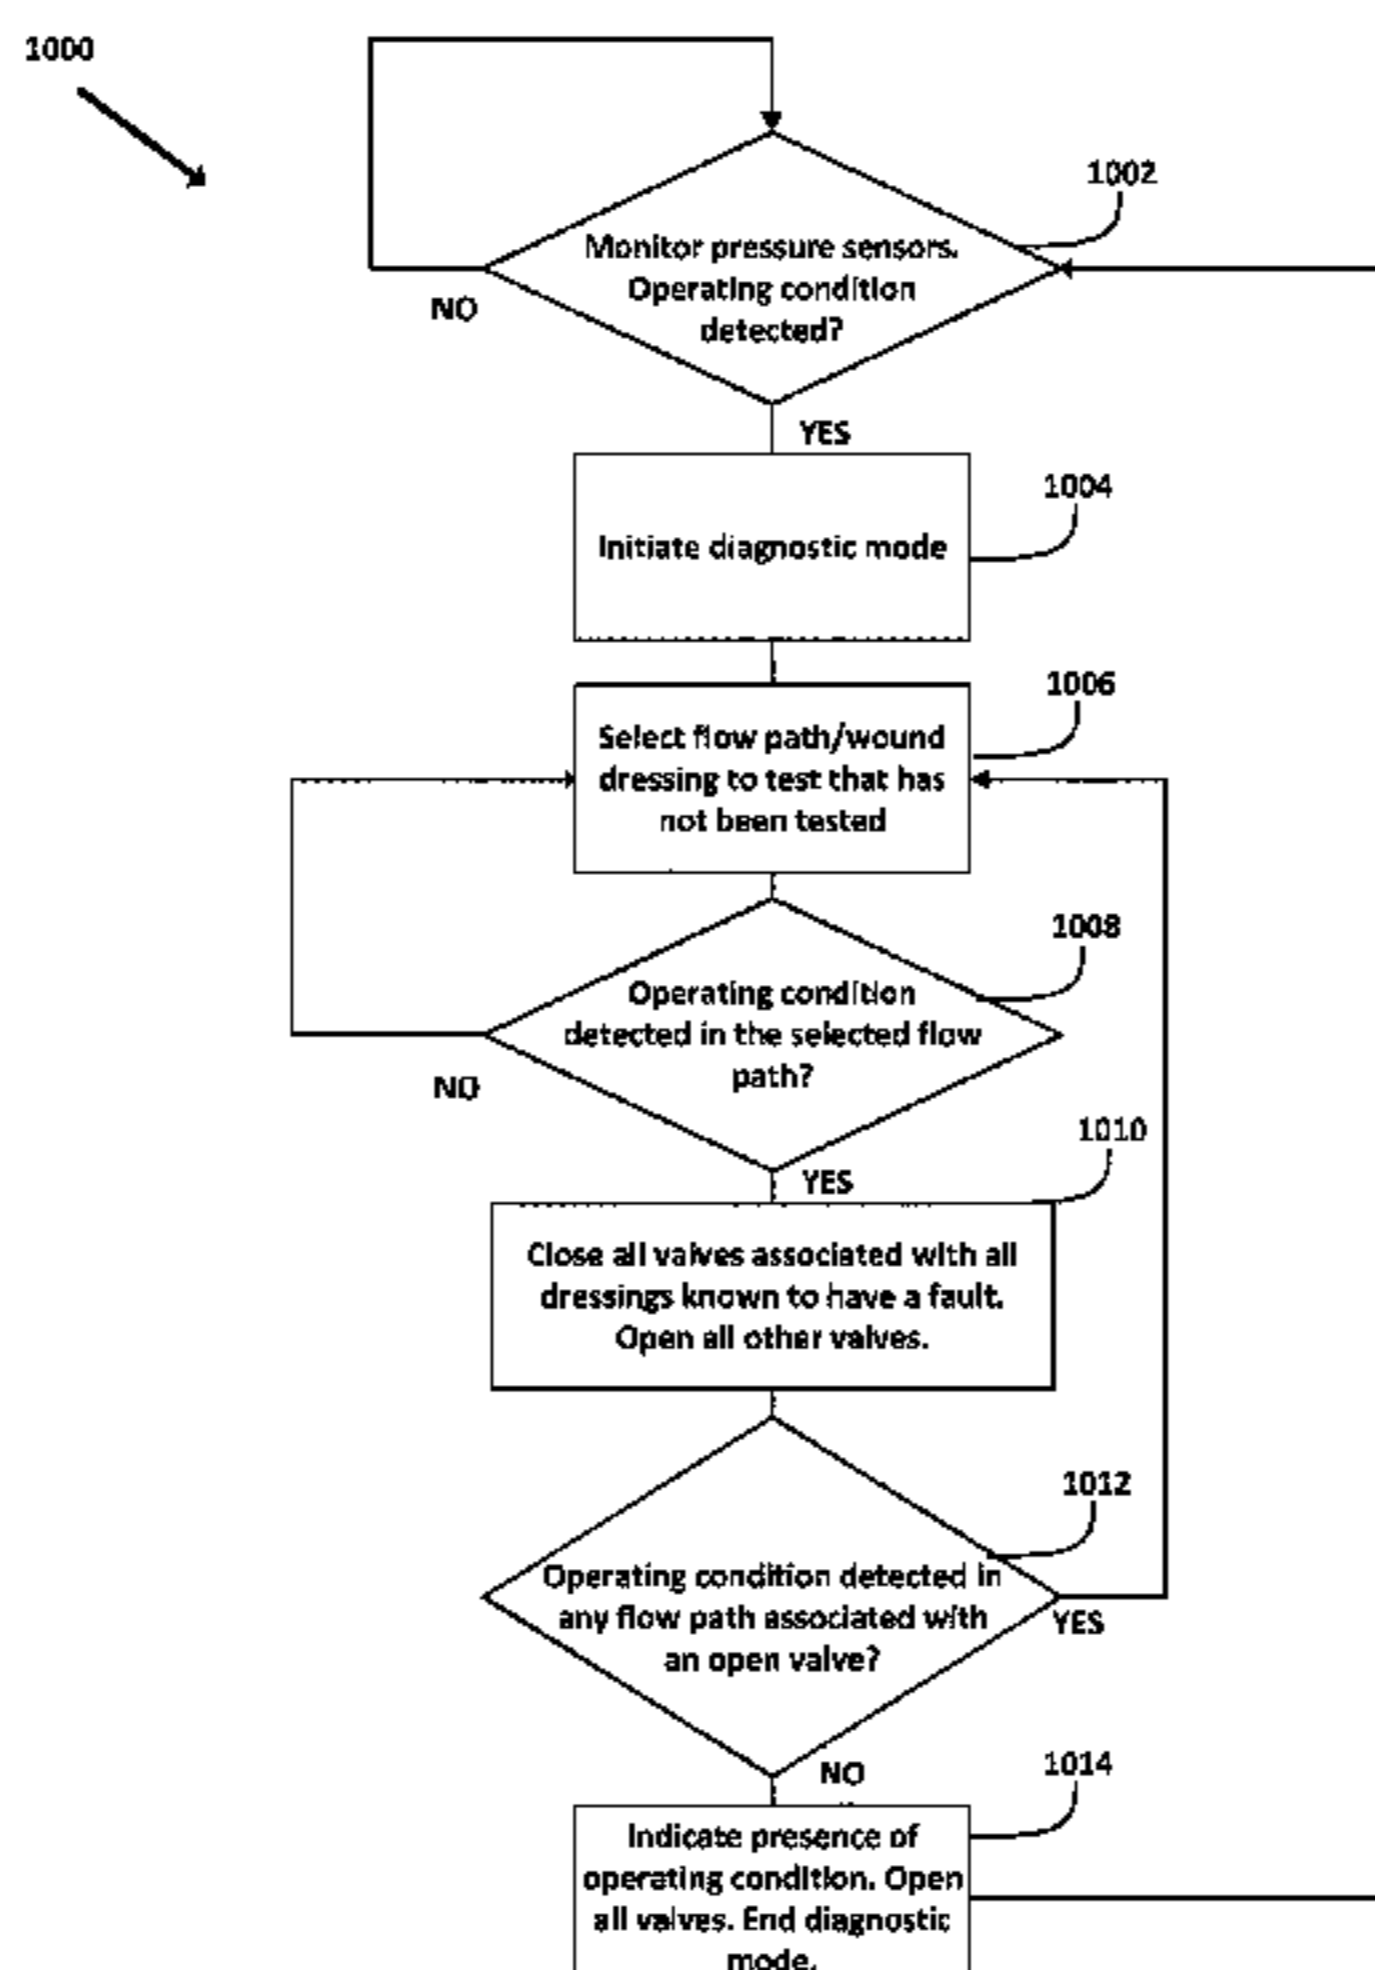 1000
1002
Monitor pressure sensors.
Operating condition
detected?
NO
YES
1004
Initiate diagnostic mode
1006
Select flow path/wound
dressing to test that has
not been tested
1008
Operating condition
detected in the selected flow
path?
NO
1010
YES
Close all valves associated with all
dressings known to have a fault.
Open all other valves.
1012
Operating condition detected in
any flow path associated with
an open valve?
YES
NO
1014
Indicate presence of
operating condition. Open
all valves. End diagnostic
mode.